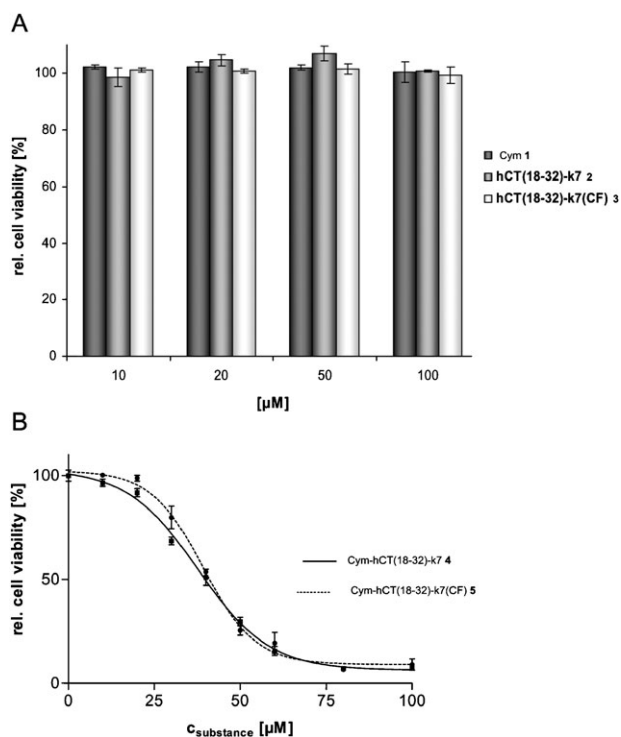 A
rel. cell viability [%]
120
100
80
60
40
20
0
10 20 50 100
[µM]
Cym 1
hCT(18-32)-k7 2
hCT(18-32)-k7(CF) 3
B
rel. cell viability [%]
100
50
0
0 25 50 75 100
c substance [µM]
Cym-hCT(18-32)-k7 4
Cym-hCT(18-32)-k7(CF) 5